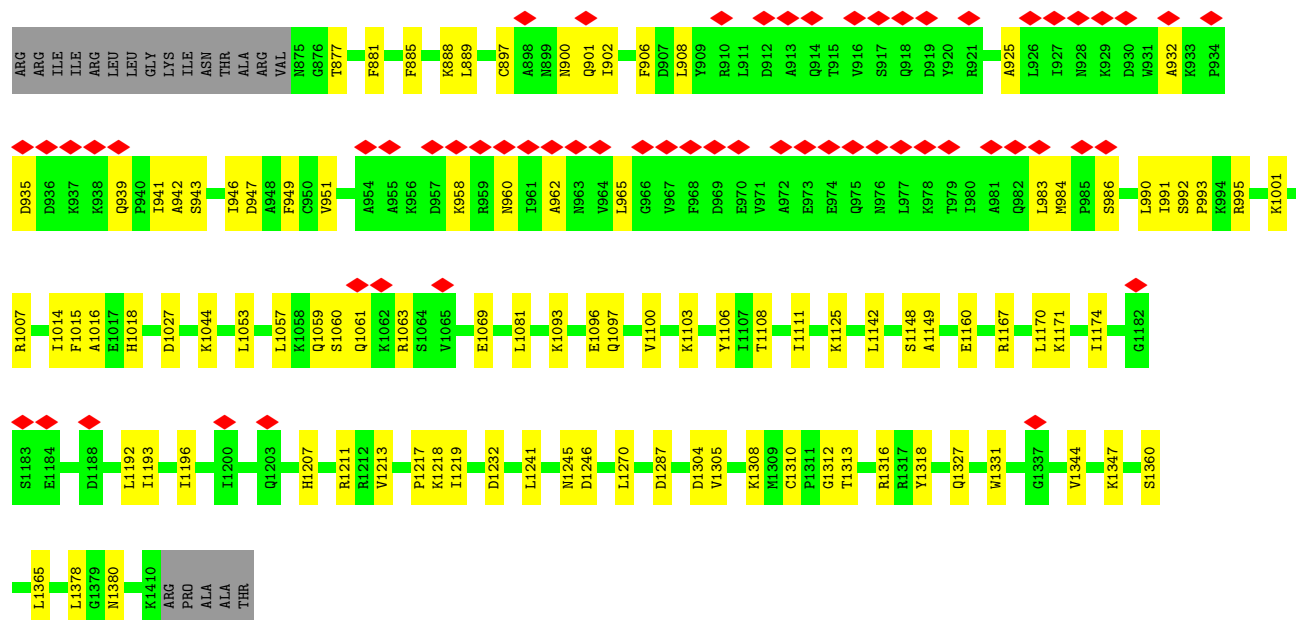 ARG ARG ILE ILE ARG LEU LEU GLY LYS ILE ASN THR ALA ARG VAL N875 G876 T877 F881 F885 K888 L889 C897 A898 N899 N900 Q901 I902 F906 D907 L908 Y909 R910 L911 D912 A913 Q914 T915 V916 S917 Q918 D919 Y920 R921 A925 L926 I927 N928 K929 D930 W931 A932 K933 P934
D935 D936 K937 K938 Q939 P940 I941 A942 S943 I946 D947 A948 F949 C950 V951 A954 A955 K956 D957 K958 R959 N960 I961 A962 N963 V964 L965 G966 V967 F968 D969 E970 V971 A972 E973 E974 Q975 N976 L977 K978 T979 I980 A981 Q982 L983 M984 P985 S986 L990 I991 S992 P993 K994 R995 K1001
R1007 I1014 F1015 A1016 E1017 H1018 D1027 K1044 L1053 L1057 K1058 Q1059 S1060 Q1061 K1062 R1063 S1064 V1065 E1069 L1081 K1093 E1096 Q1097 V1100 K1103 Y1106 I1107 T1108 I1111 K1125 L1142 S1148 A1149 E1160 R1167 L1170 K1171 I1174 G1182
S1183 E1184 D1188 L1192 I1193 I1196 I1200 Q1203 H1207 R1211 R1212 V1213 P1217 K1218 I1219 D1232 L1241 N1245 D1246 L1270 D1287 D1304 V1305 K1308 M1309 C1310 P1311 G1312 T1313 R1316 R1317 Y1318 Q1327 W1331 G1337 V1344 K1347 S1360
L1365 L1378 G1379 N1380 K1410 ARG PRO ALA ALA THR